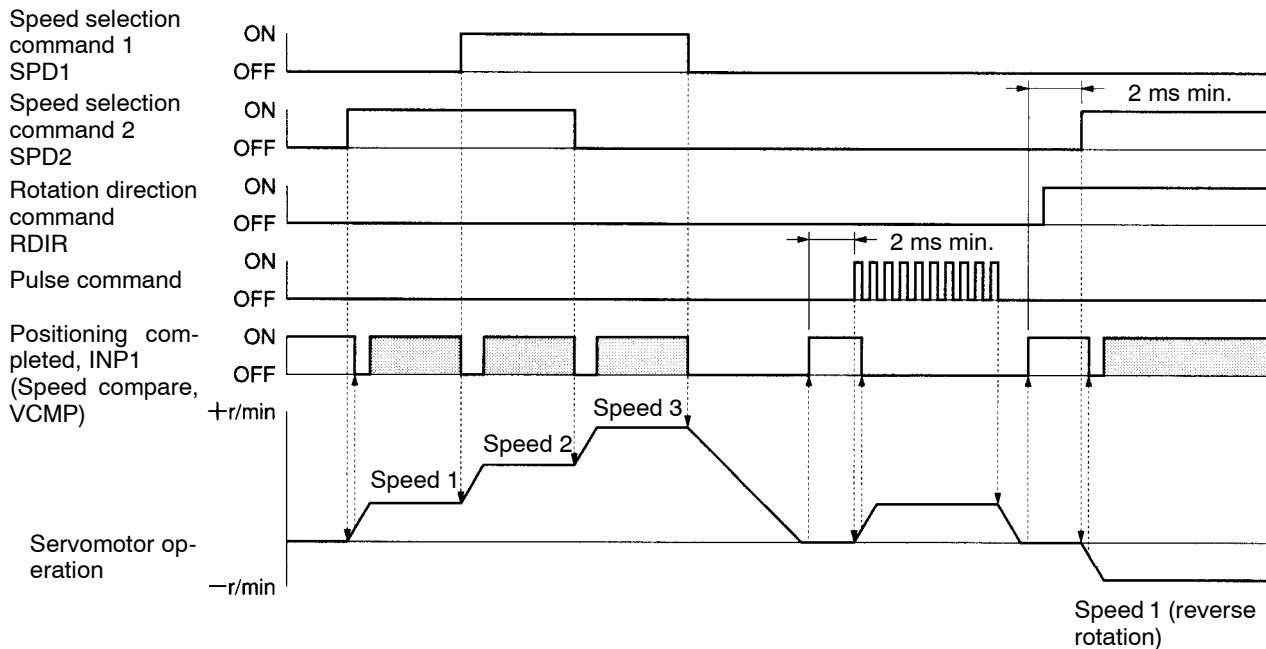 Speed selection
command 1
SPD1
ON
OFF
Speed selection
command 2
SPD2
ON
OFF
2 ms min.
Rotation direction
command
RDIR
ON
OFF
2 ms min.
Pulse command
ON
OFF
Positioning com-
pleted, INP1
(Speed compare,
VCMP)
ON
OFF
+r/min
Speed 1
Speed 2
Speed 3
Servomotor op-
eration
−r/min
Speed 1 (reverse
rotation)